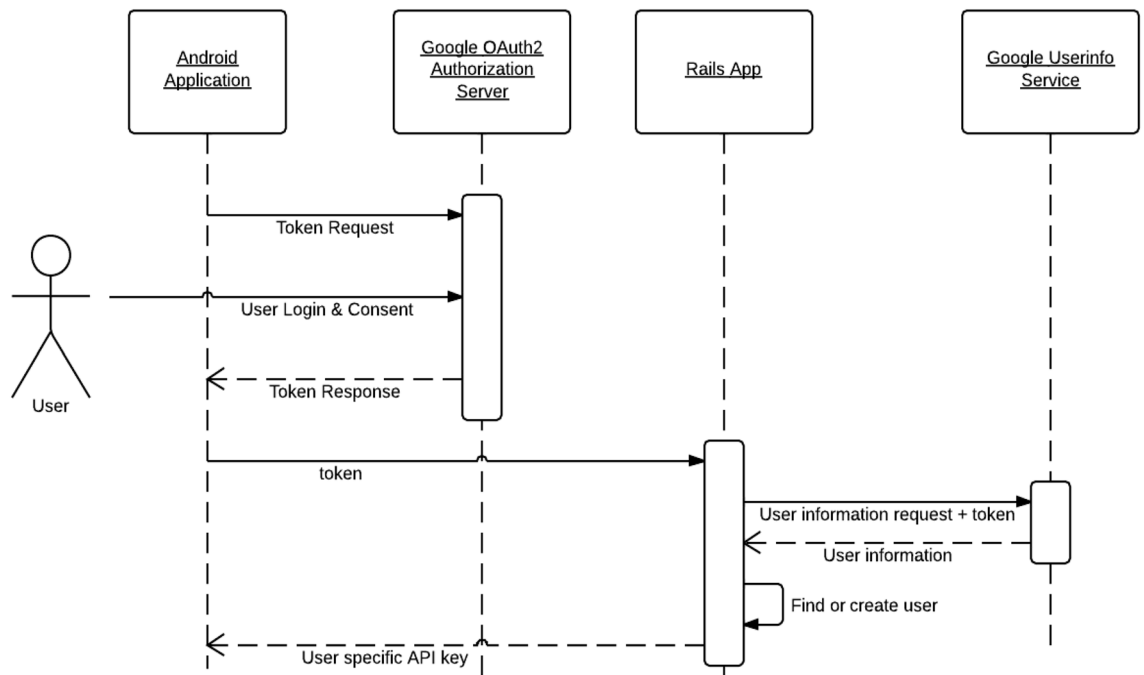 Android
Application
Google OAuth2
Authorization
Server
Rails App
Google Userinfo
Service
Token Request
User Login & Consent
Token Response
User
token
User information request + token
User information
Find or create user
User specific API key